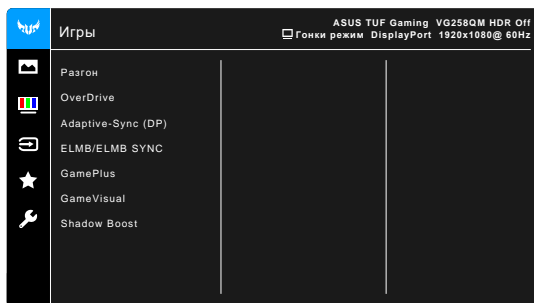 Игры
ASUS TUF Gaming VG258QM HDR Off
Гонки режим DisplayPort 1920x1080@ 60Hz
Разгон
OverDrive
Adaptive-Sync (DP)
ELMB/ELMB SYNC
GamePlus
GameVisual
Shadow Boost